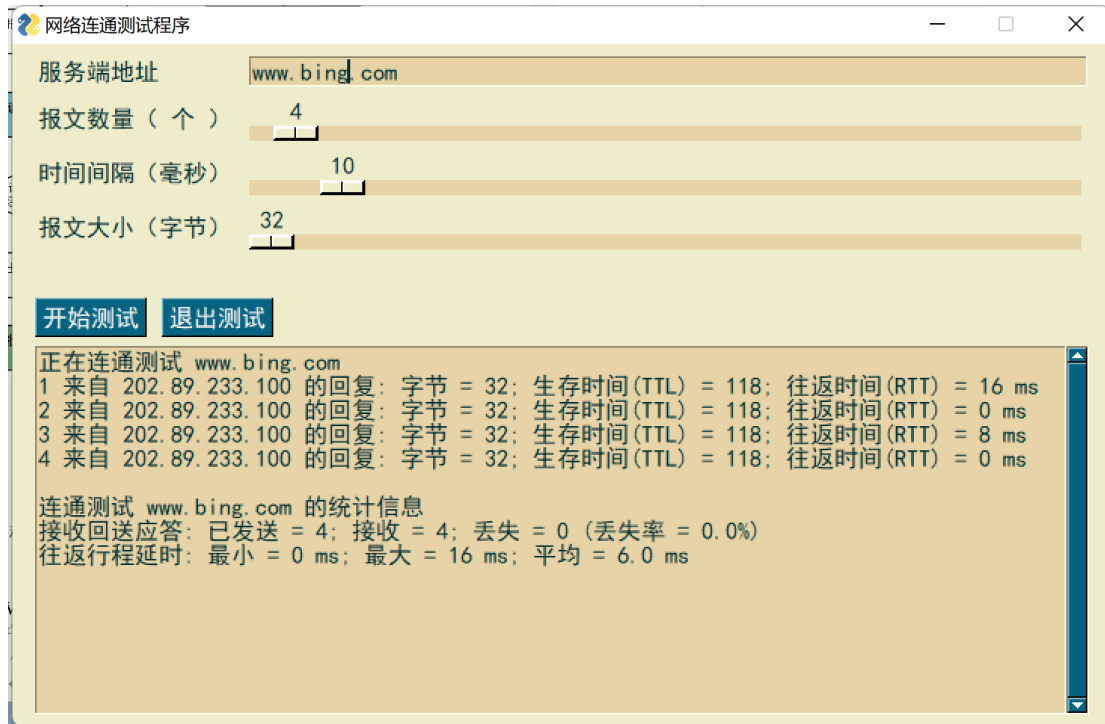 网络连通测试程序
服务端地址 www.bing.com
报文数量（ 个 ） 4
时间间隔（毫秒） 10
报文大小（字节） 32
开始测试 退出测试
正在连通测试 www.bing.com
1 来自 202.89.233.100 的回复: 字节 = 32; 生存时间(TTL) = 118; 往返时间(RTT) = 16 ms
2 来自 202.89.233.100 的回复: 字节 = 32; 生存时间(TTL) = 118; 往返时间(RTT) = 0 ms
3 来自 202.89.233.100 的回复: 字节 = 32; 生存时间(TTL) = 118; 往返时间(RTT) = 8 ms
4 来自 202.89.233.100 的回复: 字节 = 32; 生存时间(TTL) = 118; 往返时间(RTT) = 0 ms
连通测试 www.bing.com 的统计信息
接收回送应答: 已发送 = 4; 接收 = 4; 丢失 = 0 (丢失率 = 0.0%)
往返行程延时: 最小 = 0 ms; 最大 = 16 ms; 平均 = 6.0 ms